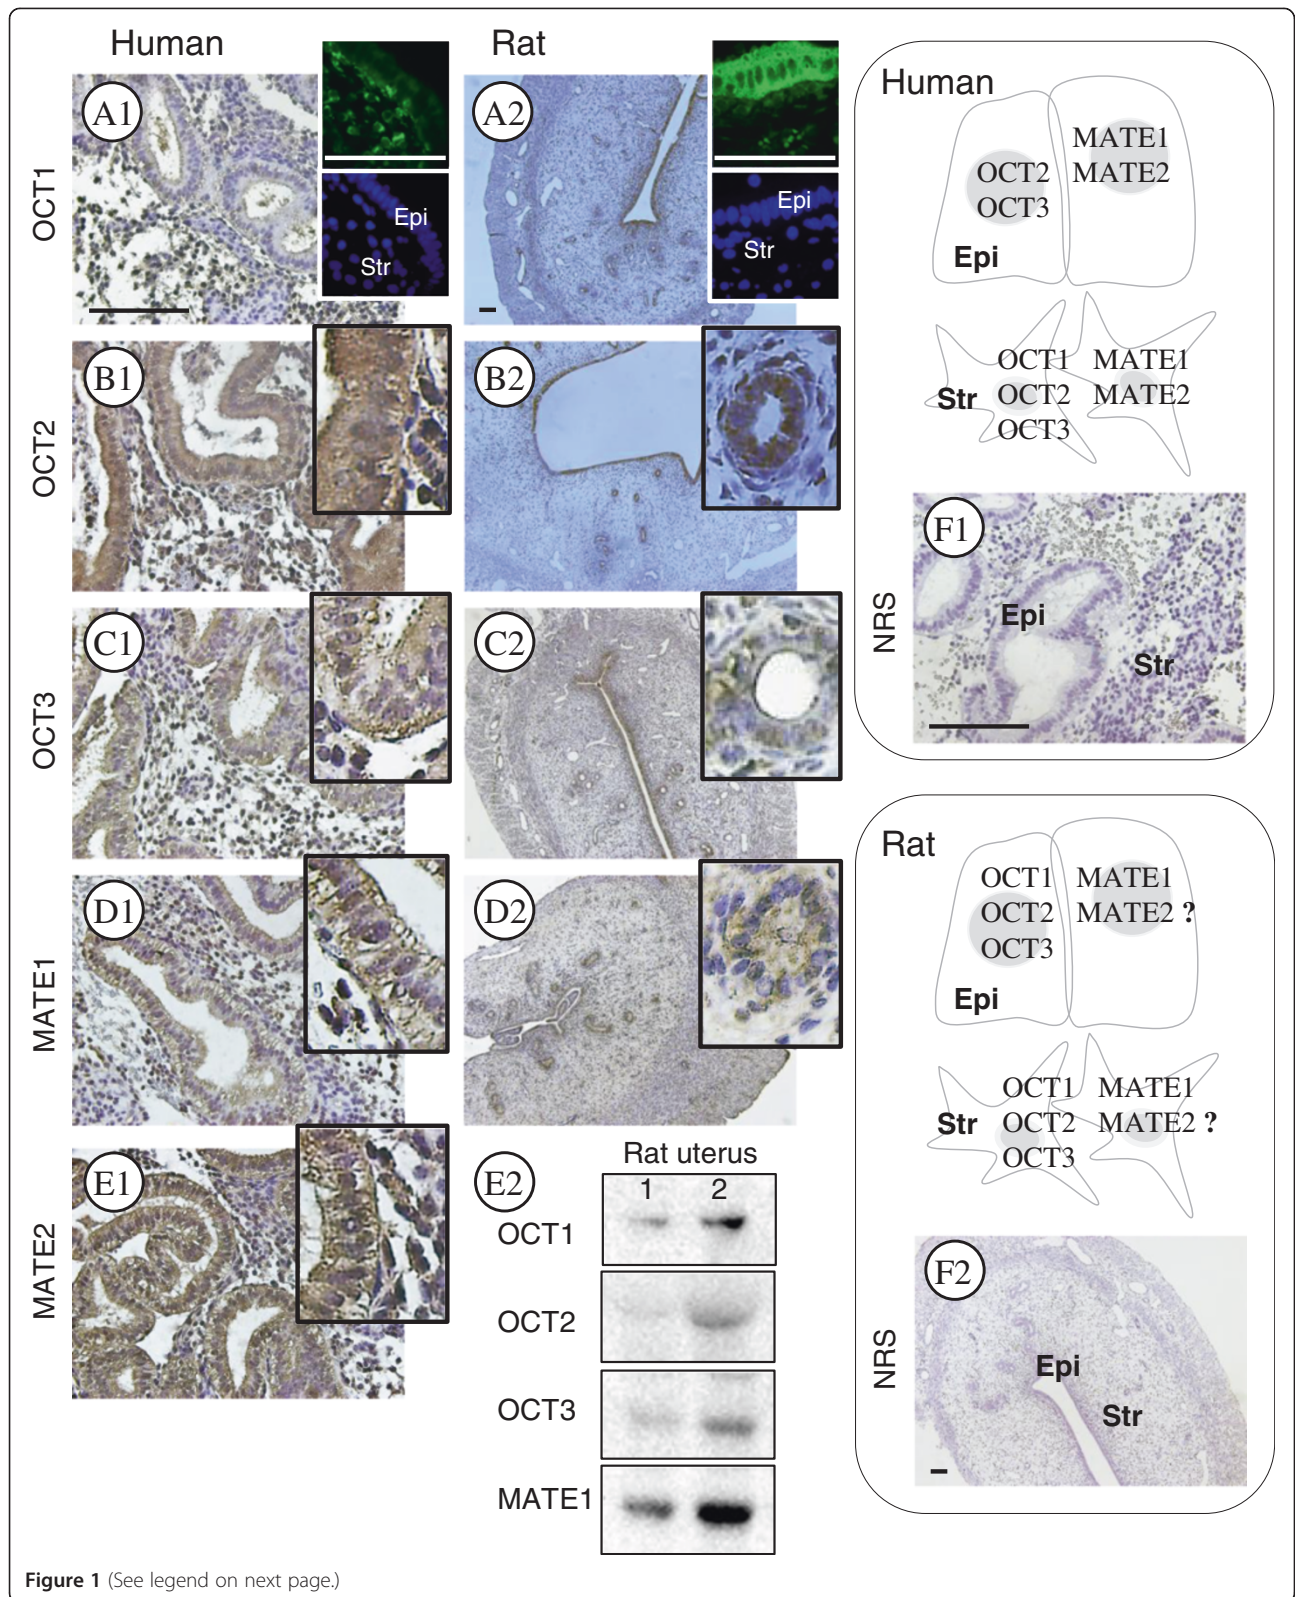 Human
Rat
OCT1
A1
Epi
Str
A2
Epi
Str
OCT2
B1
B2
OCT3
C1
C2
MATE1
D1
D2
MATE2
E1
E2
Rat uterus
1 2
OCT1
OCT2
OCT3
MATE1
Human
OCT2
OCT3
Epi
MATE1
MATE2
Str
OCT1
OCT2
OCT3
MATE1
MATE2
NRS
F1
Epi
Str
Rat
OCT1
OCT2
OCT3
Epi
MATE1
MATE2 ?
Str
OCT1
OCT2
OCT3
MATE1
MATE2 ?
NRS
F2
Epi
Str
Figure 1 (See legend on next page.)